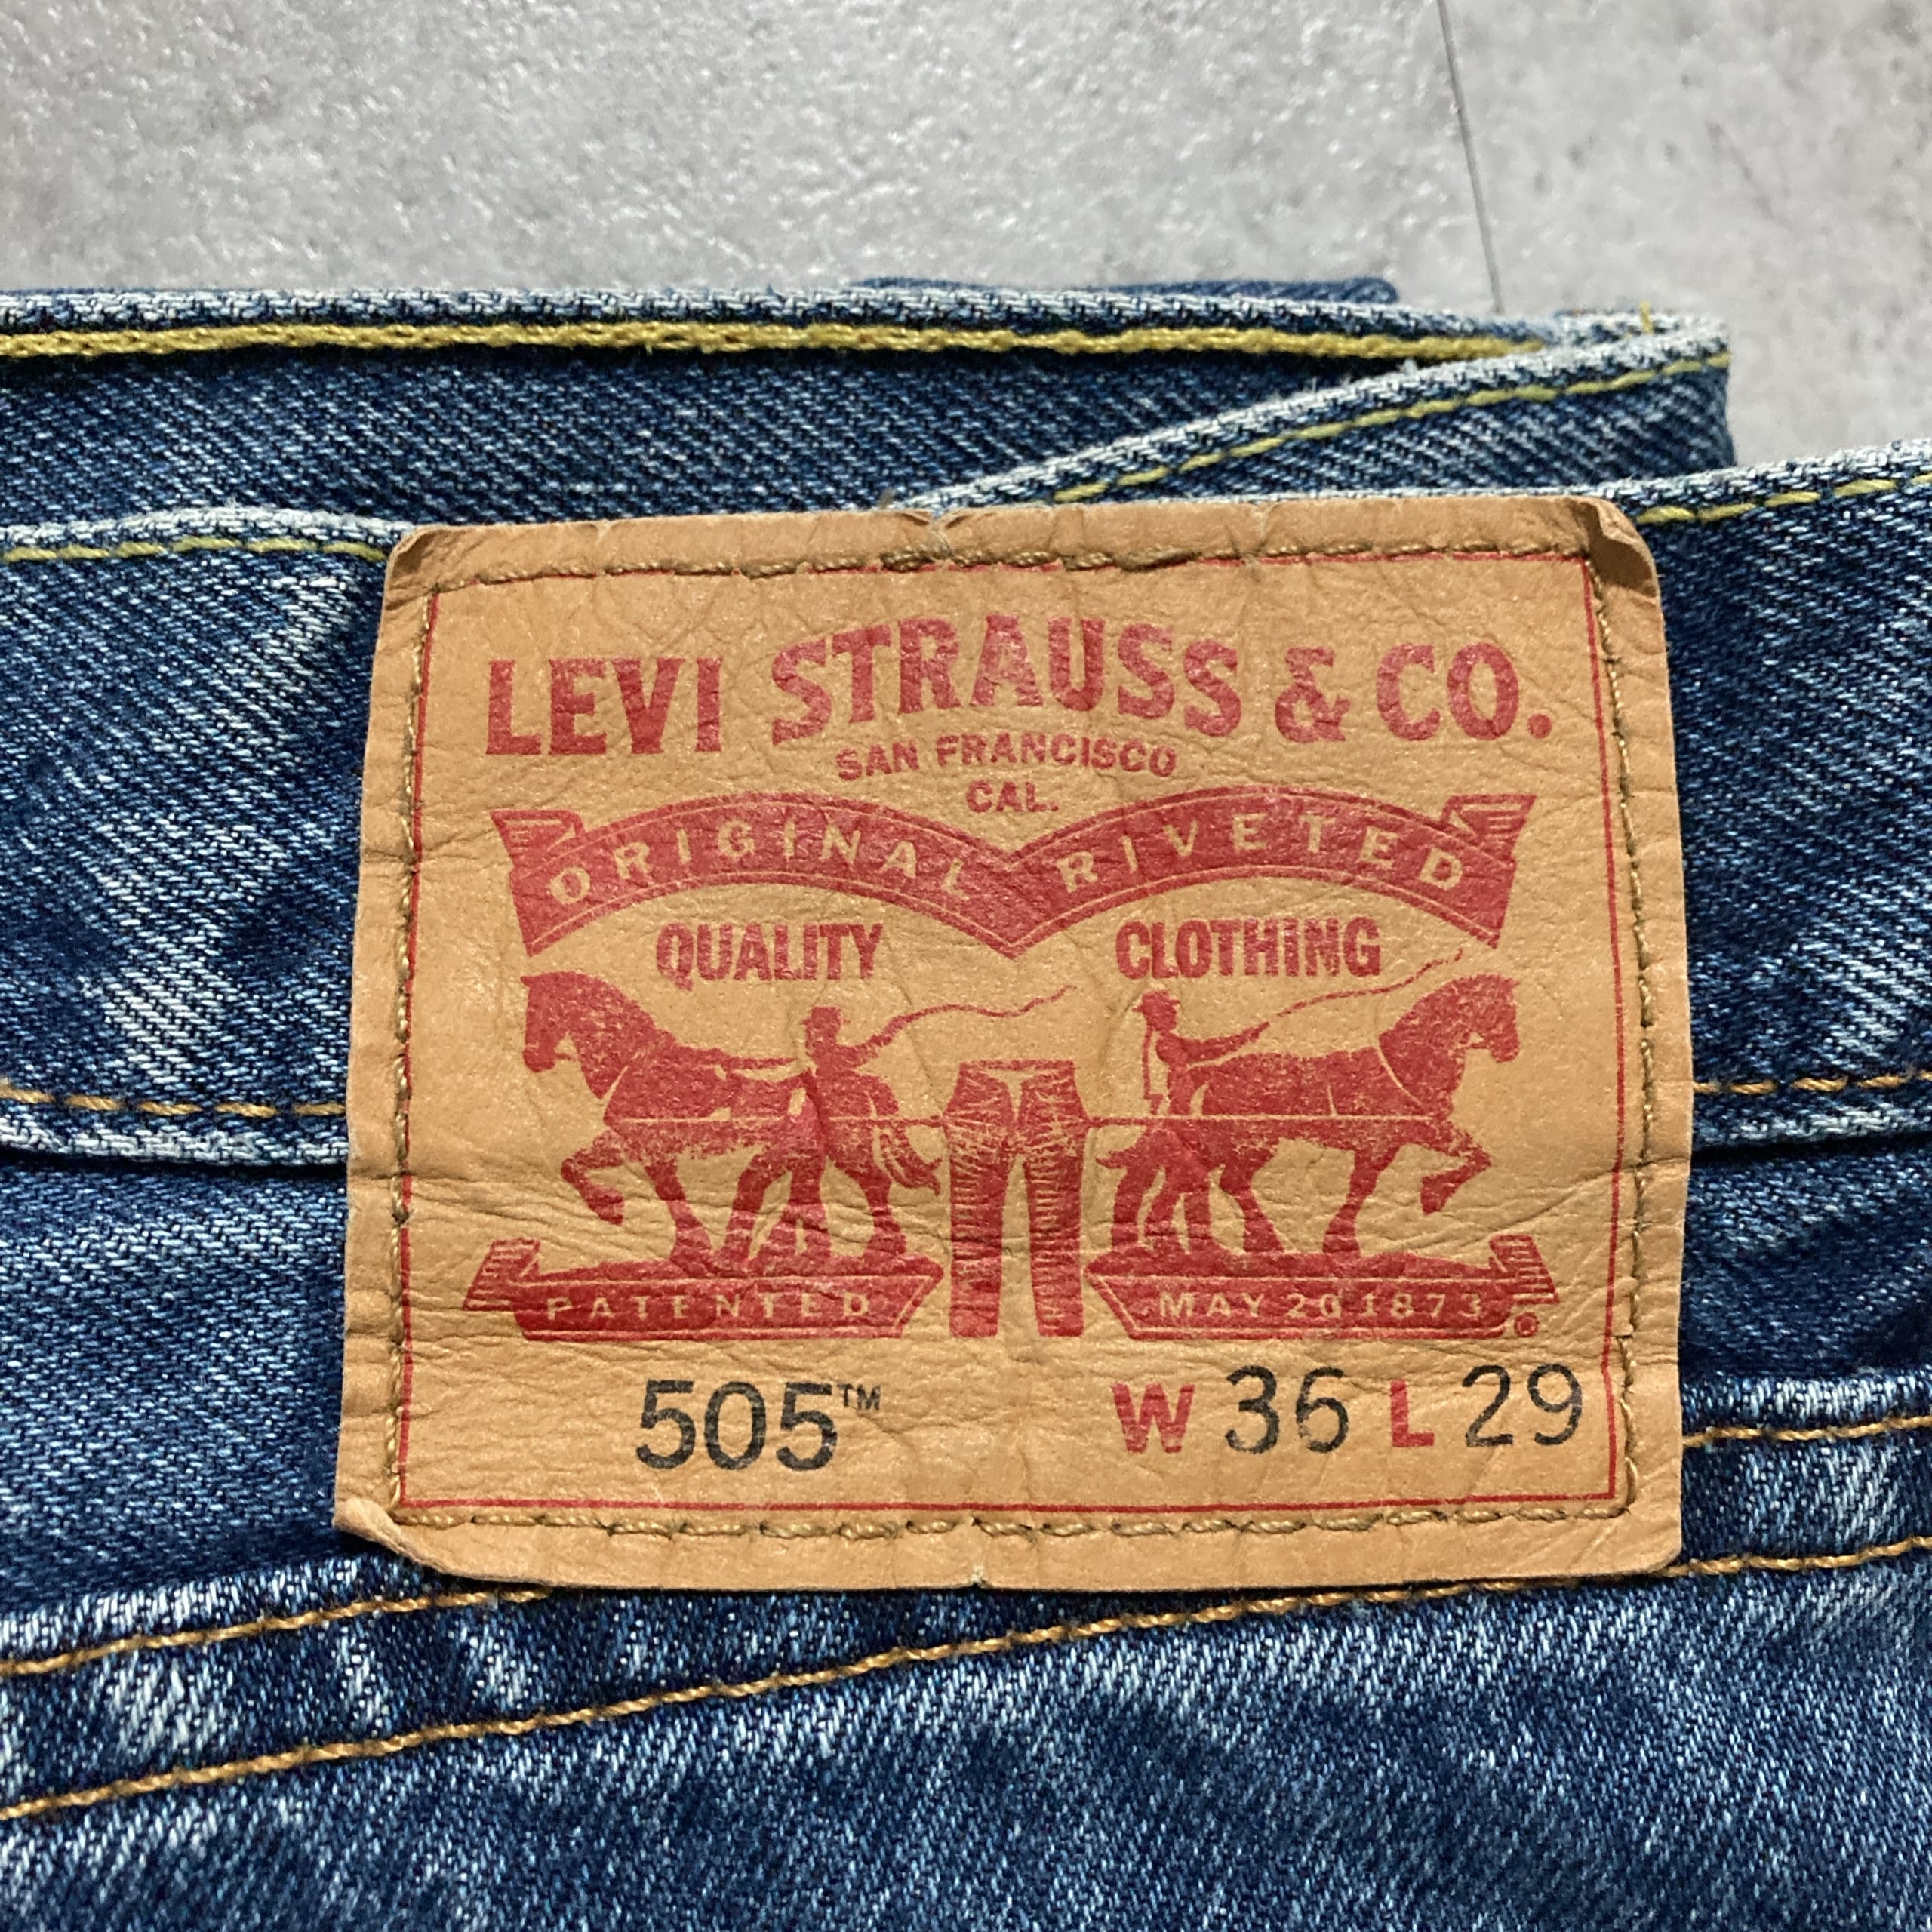 LEVI STRAUSS & CO.
SAN FRANCISCO
CAL.
ORIGINAL RIVETED
QUALITY CLOTHING
PATENTED MAY 20 1873 ®
505™ W 36 L 29